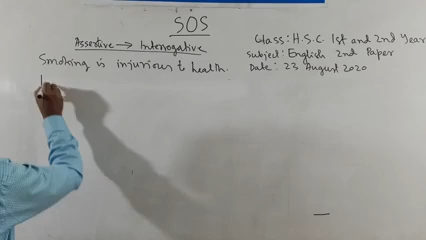 SOS
Assertive → Interrogative
Smoking is injurious to health.
Class: H.S.C. 1st and 2nd Year
Subject: English 2nd Paper
Date: 23 August 2020